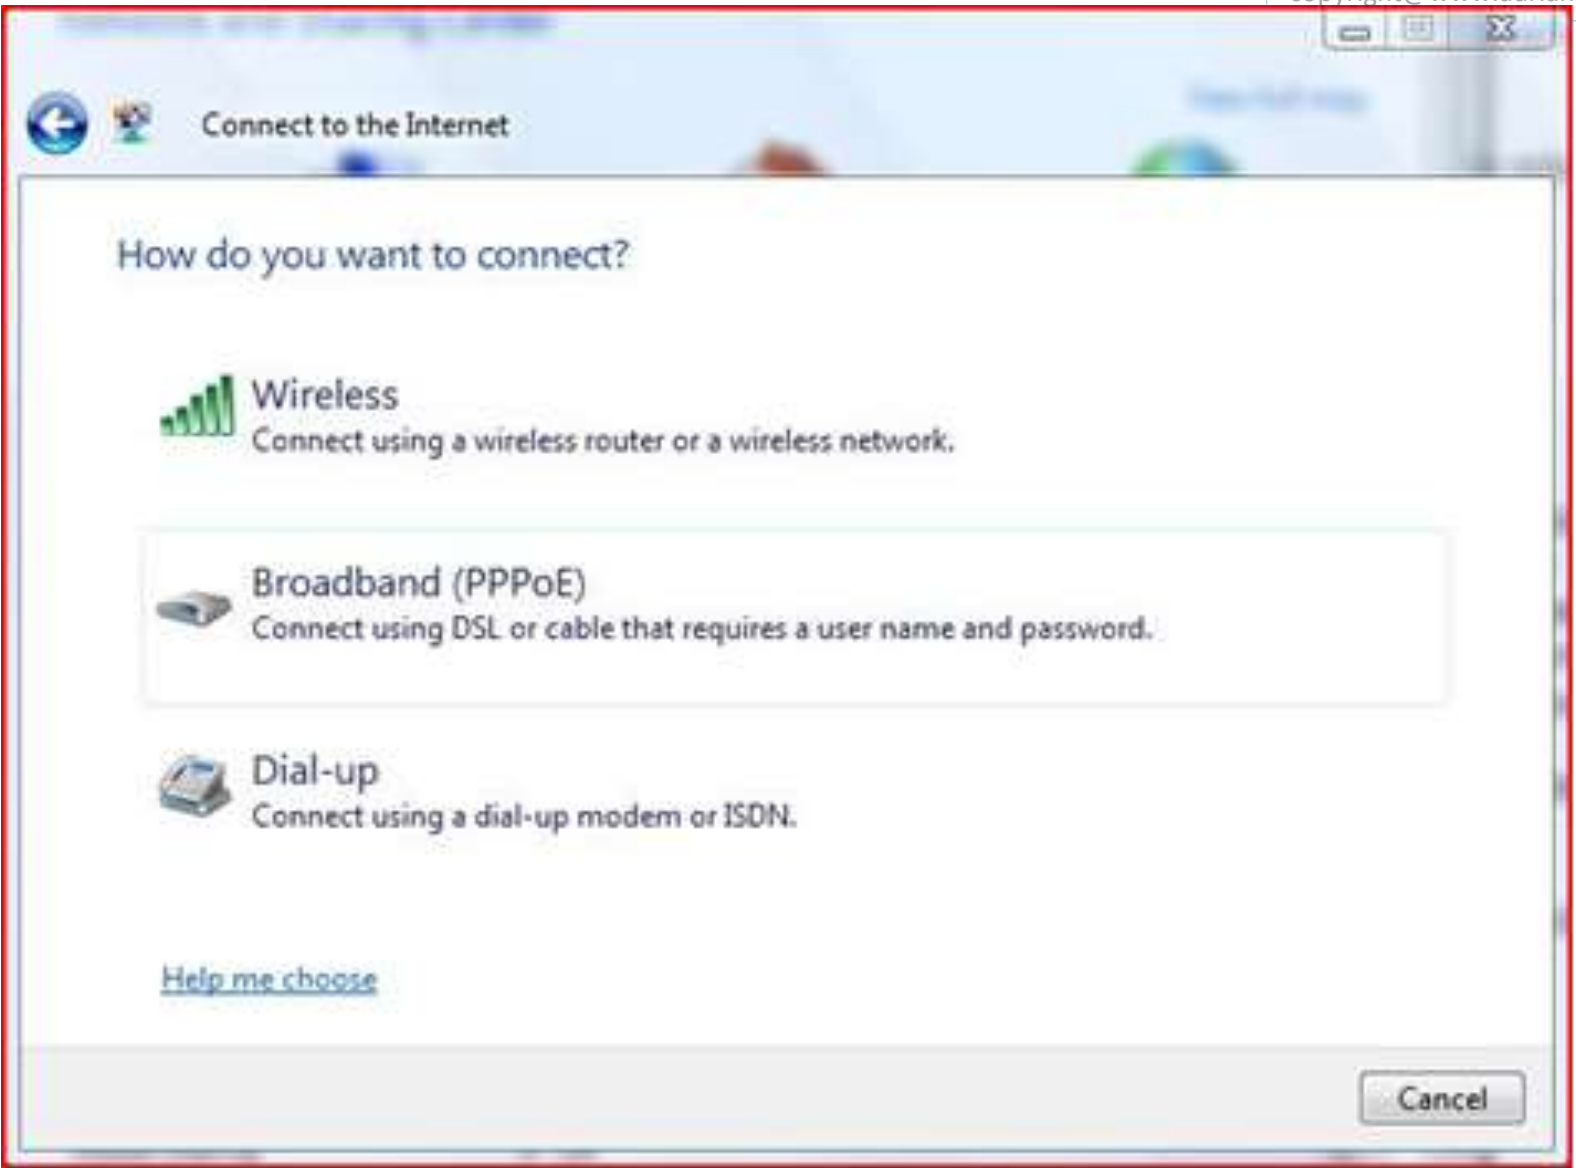 Connect to the Internet
How do you want to connect?
Wireless
Connect using a wireless router or a wireless network.
Broadband (PPPoE)
Connect using DSL or cable that requires a user name and password.
Dial-up
Connect using a dial-up modem or ISDN.
Help me choose
Cancel